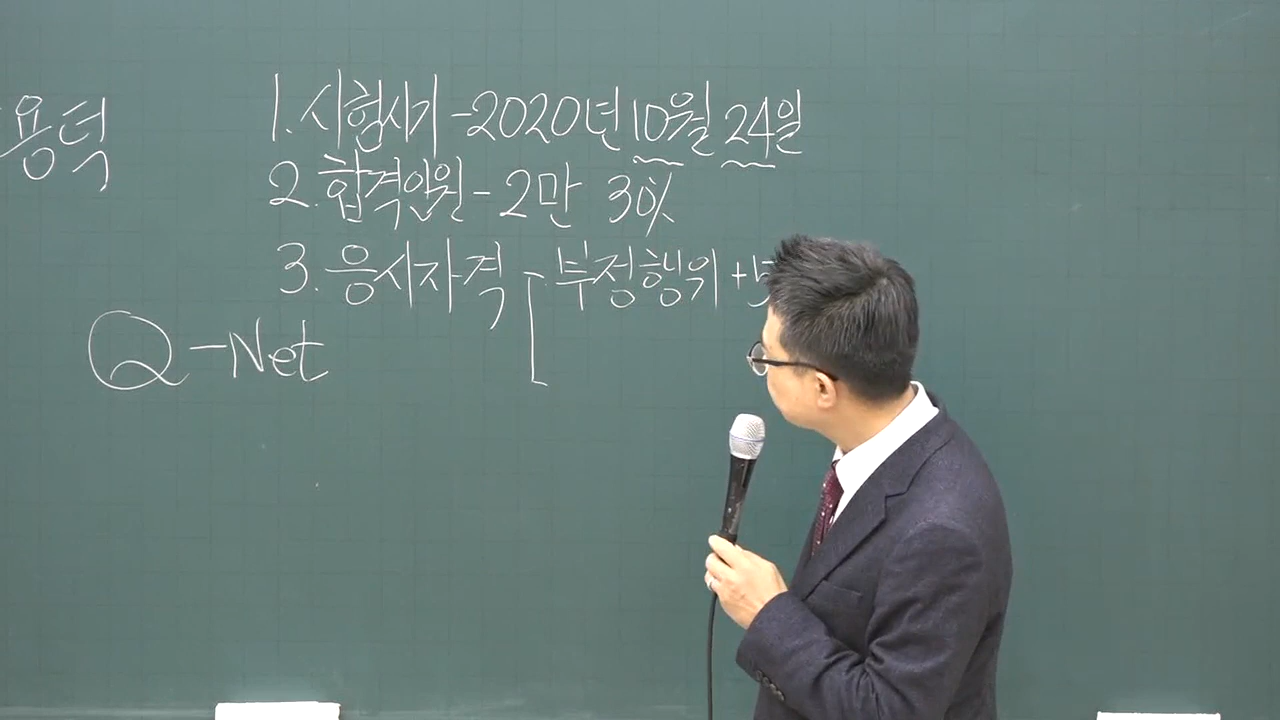 용덕
1. 시험시기 - 2020년 10월 24일
2. 합격인원 - 2만 30%
3. 응시자격 부정행위 + 5
Q-Net